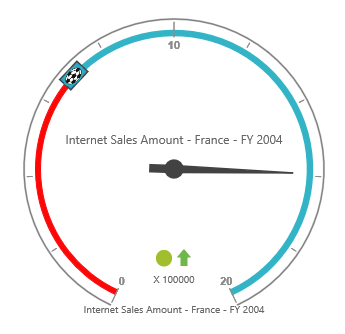 10
Internet Sales Amount - France - FY 2004
X 100000
0
20
Internet Sales Amount - France - FY 2004